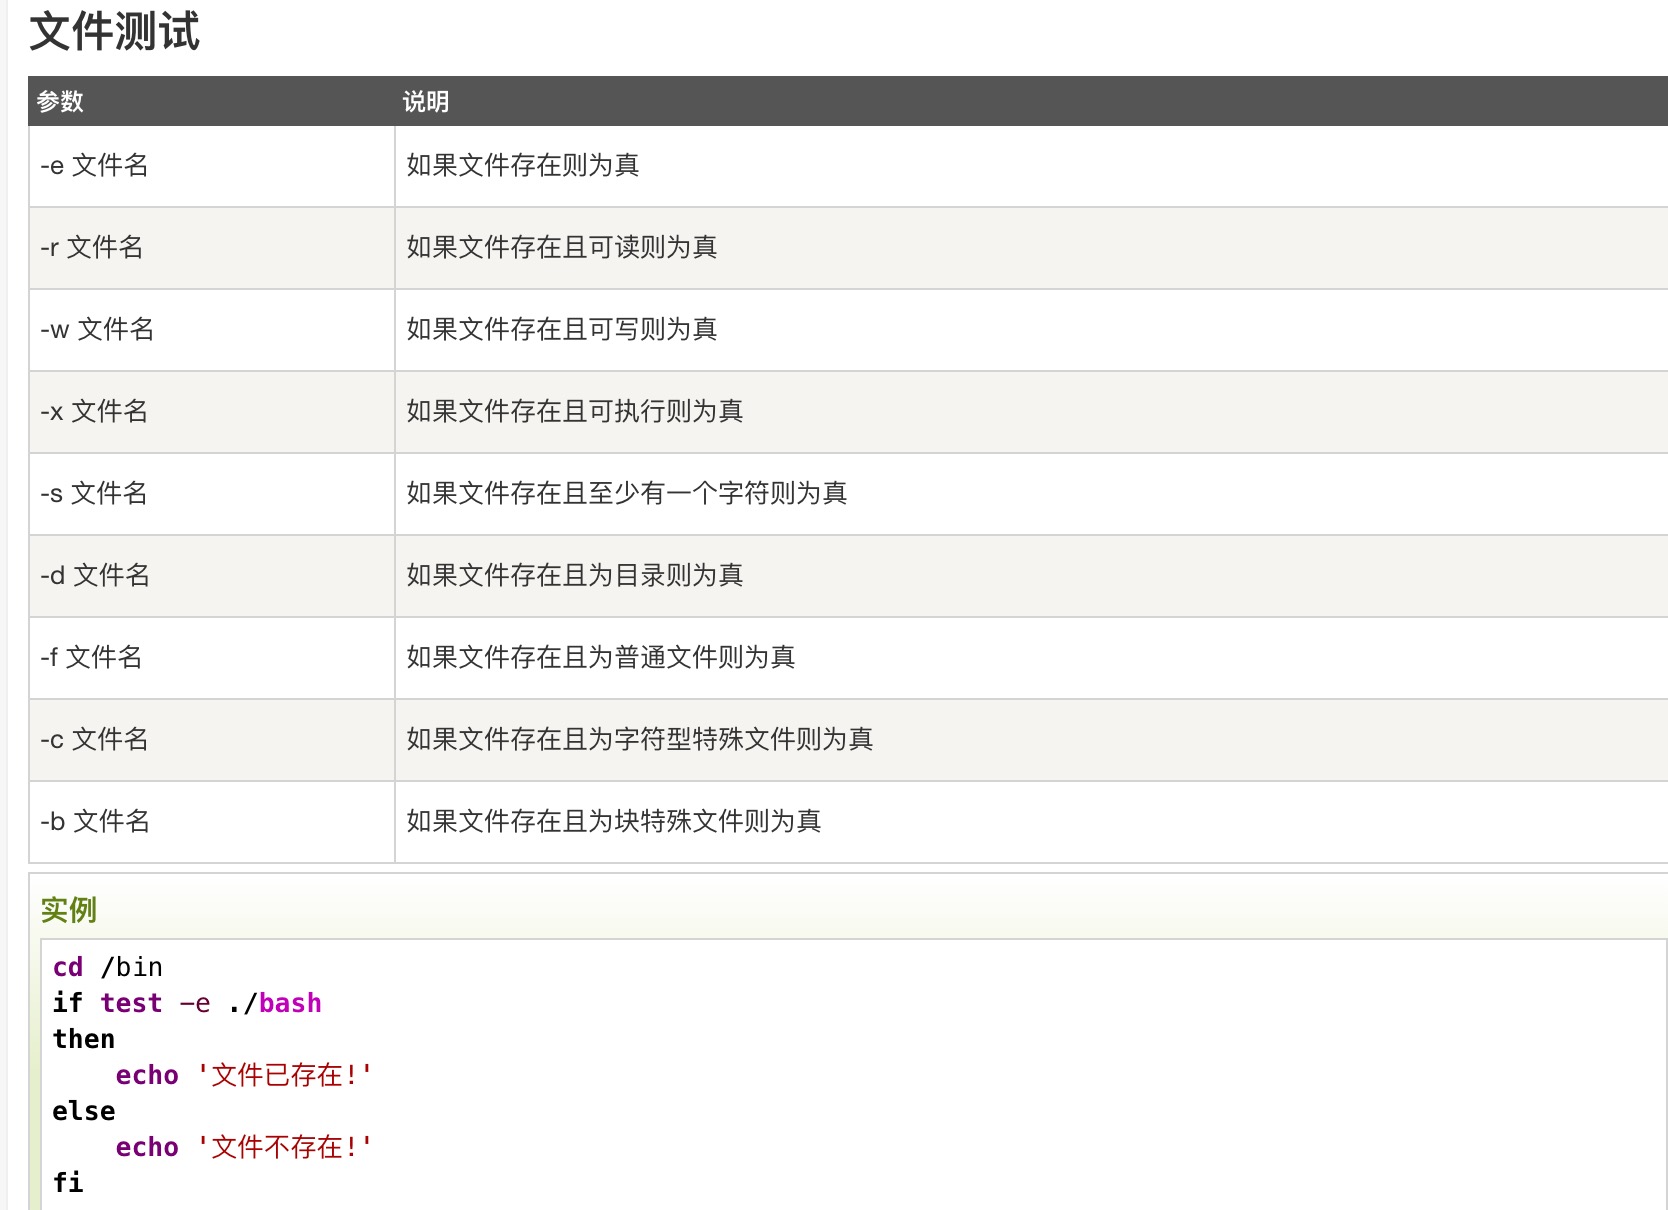 文件测试
参数 说明
-e 文件名 如果文件存在则为真
-r 文件名 如果文件存在且可读则为真
-w 文件名 如果文件存在且可写则为真
-x 文件名 如果文件存在且可执行则为真
-s 文件名 如果文件存在且至少有一个字符则为真
-d 文件名 如果文件存在且为目录则为真
-f 文件名 如果文件存在且为普通文件则为真
-c 文件名 如果文件存在且为字符型特殊文件则为真
-b 文件名 如果文件存在且为块特殊文件则为真
实例
cd /bin
if test -e ./bash
then
    echo '文件已存在!'
else
    echo '文件不存在!'
fi